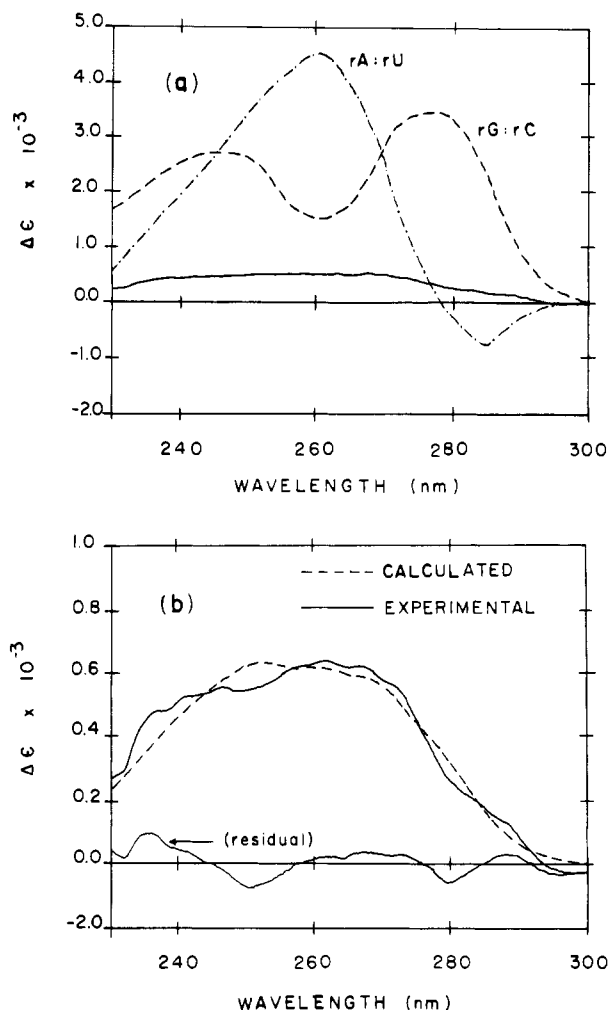 (a)
rA:rU
rG:rC
5.0
4.0
3.0
2.0
1.0
0.0
-1.0
-2.0
Δϵ x 10⁻³
240
260
280
300
WAVELENGTH (nm)
(b)
CALCULATED
EXPERIMENTAL
(residual)
1.0
0.8
0.6
0.4
0.2
0.0
-2.0
Δϵ x 10⁻³
240
260
280
300
WAVELENGTH (nm)